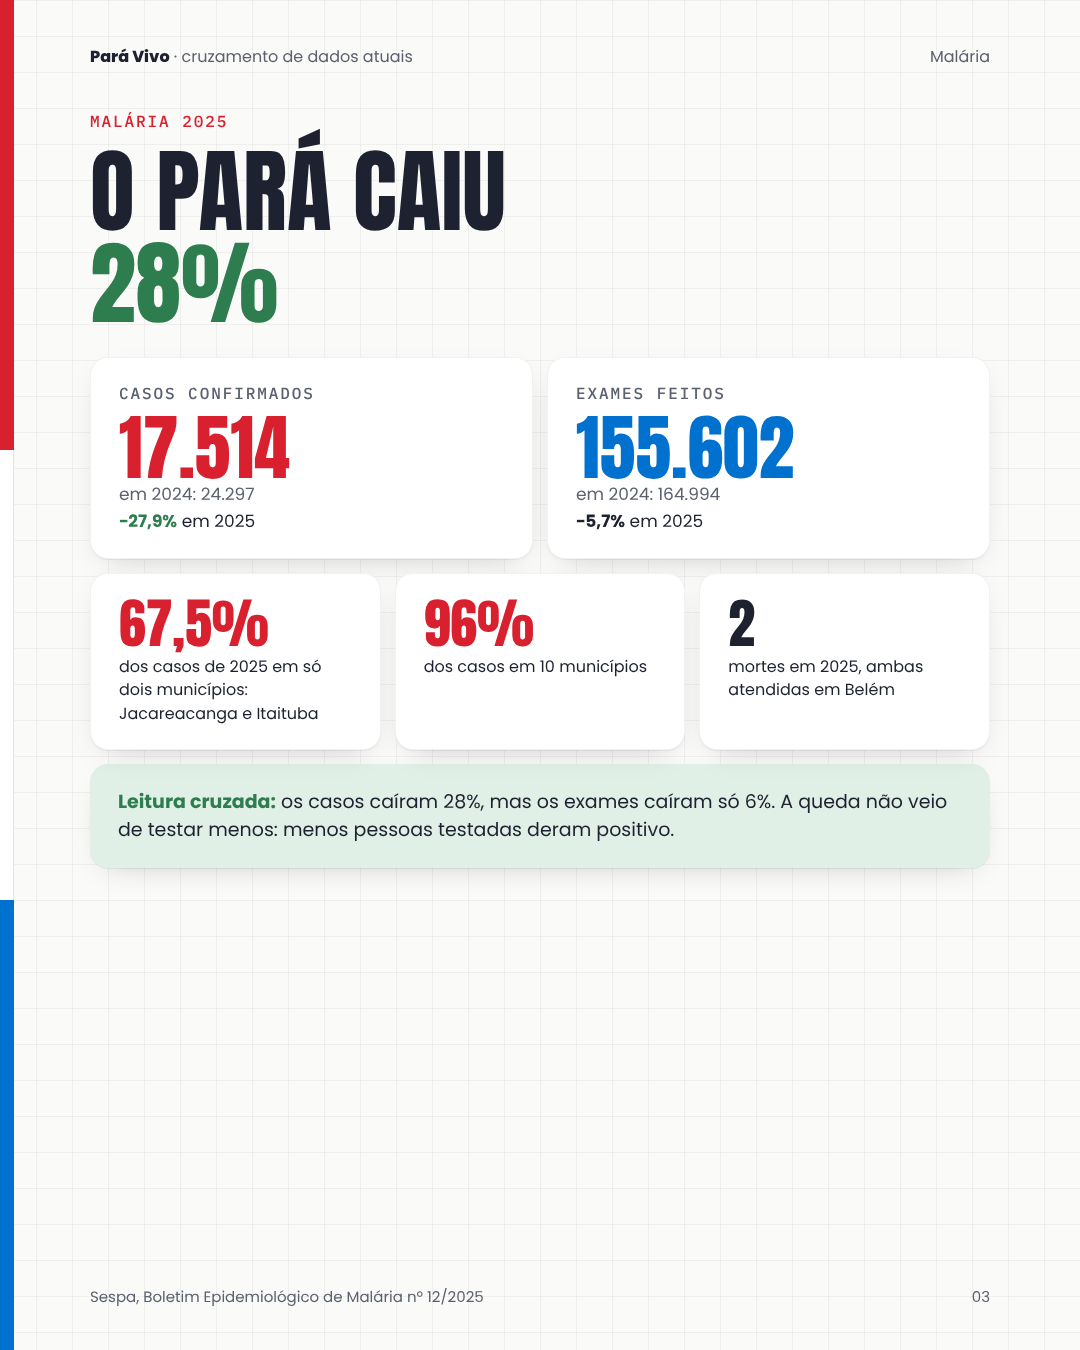 Pará Vivo · cruzamento de dados atuais
Malária
MALÁRIA 2025
O PARÁ CAIU
28%
CASOS CONFIRMADOS
17.514
em 2024: 24.297
-27,9% em 2025
EXAMES FEITOS
155.602
em 2024: 164.994
-5,7% em 2025
67,5%
dos casos de 2025 em só
dois municípios:
Jacareacanga e Itaituba
96%
dos casos em 10 municípios
2
mortes em 2025, ambas
atendidas em Belém
Leitura cruzada: os casos caíram 28%, mas os exames caíram só 6%. A queda não veio
de testar menos: menos pessoas testadas deram positivo.
Sespa, Boletim Epidemiológico de Malária nº 12/2025
03